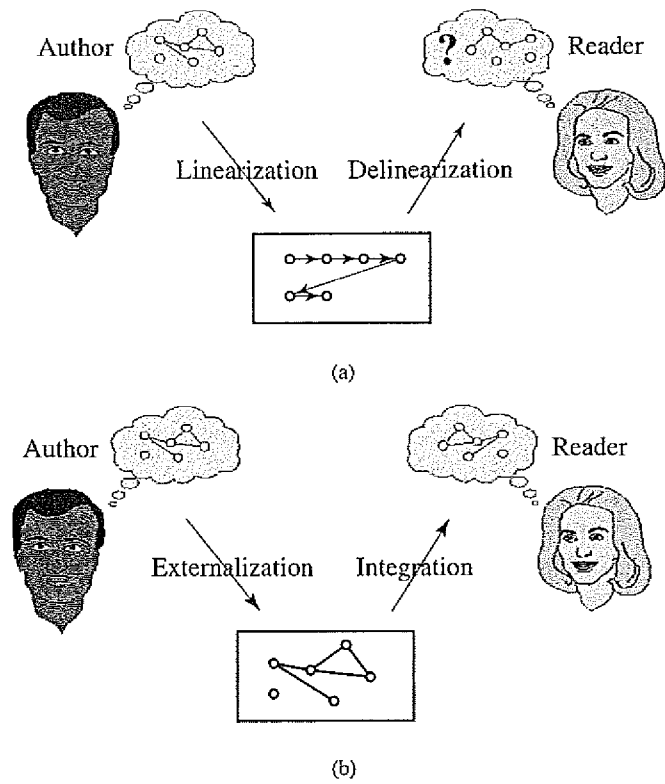 Author
?
Reader
Linearization
Delinearization
(a)
Author
Reader
Externalization
Integration
(b)